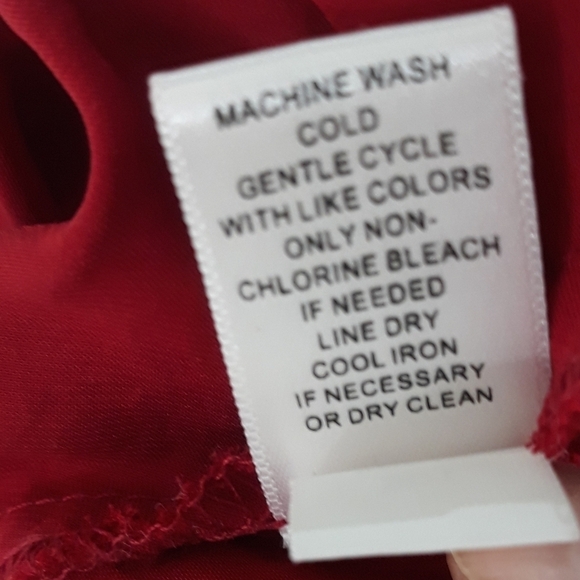 MACHINE WASH
COLD
GENTLE CYCLE
WITH LIKE COLORS
ONLY NON-
CHLORINE BLEACH
IF NEEDED
LINE DRY
COOL IRON
IF NECESSARY
OR DRY CLEAN